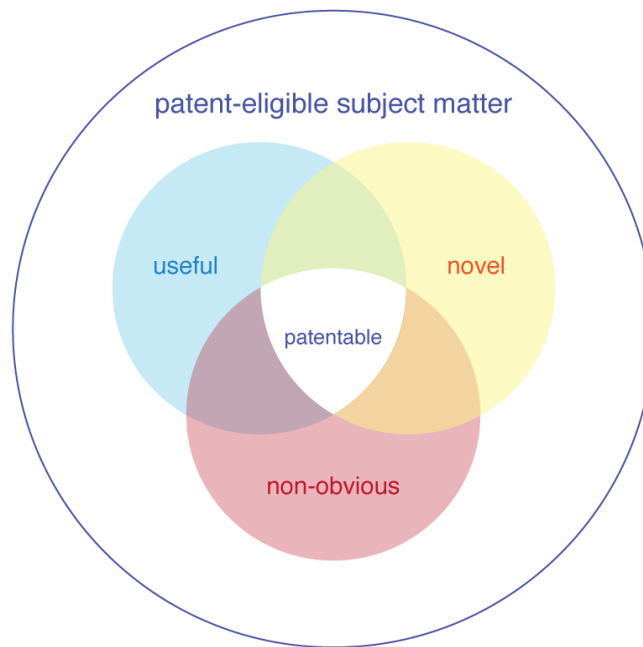 patent-eligible subject matter
useful
novel
patentable
non-obvious